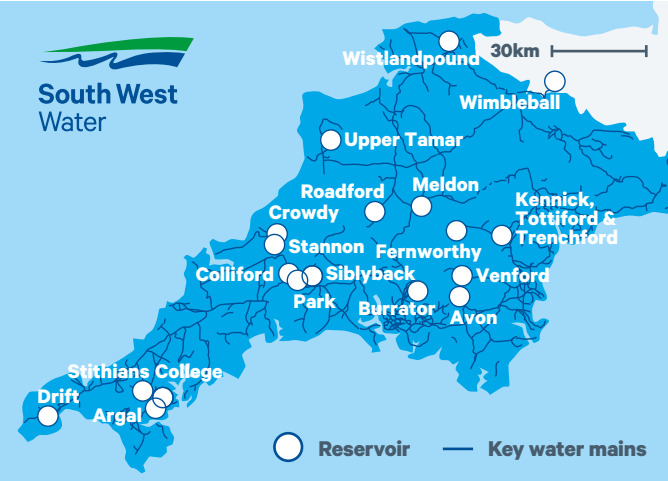 South West
Water
Wistlandpound
30km
Wimbleball
Upper Tamar
Roadford
Meldon
Kennick,
Tottiford &
Trenchford
Crowdy
Stannon
Fernworthy
Colliford
Siblyback
Venford
Park
Burrator
Avon
Stithians College
Drift
Argal
Reservoir
Key water mains